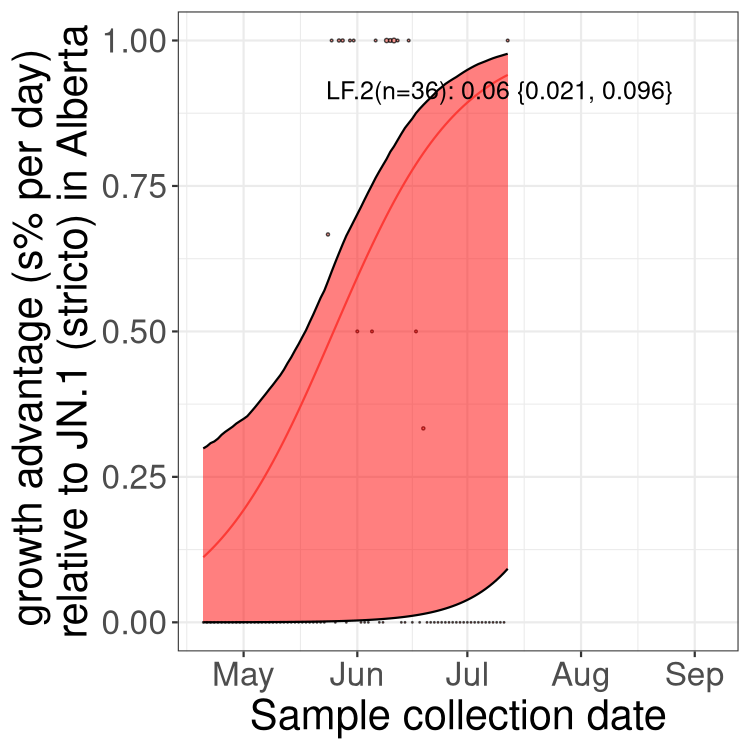 growth advantage (s% per day)
relative to JN.1 (stricto) in Alberta
1.00
0.75
0.50
0.25
0.00
LF.2(n=36): 0.06 {0.021, 0.096}
May Jun Jul Aug Sep
Sample collection date